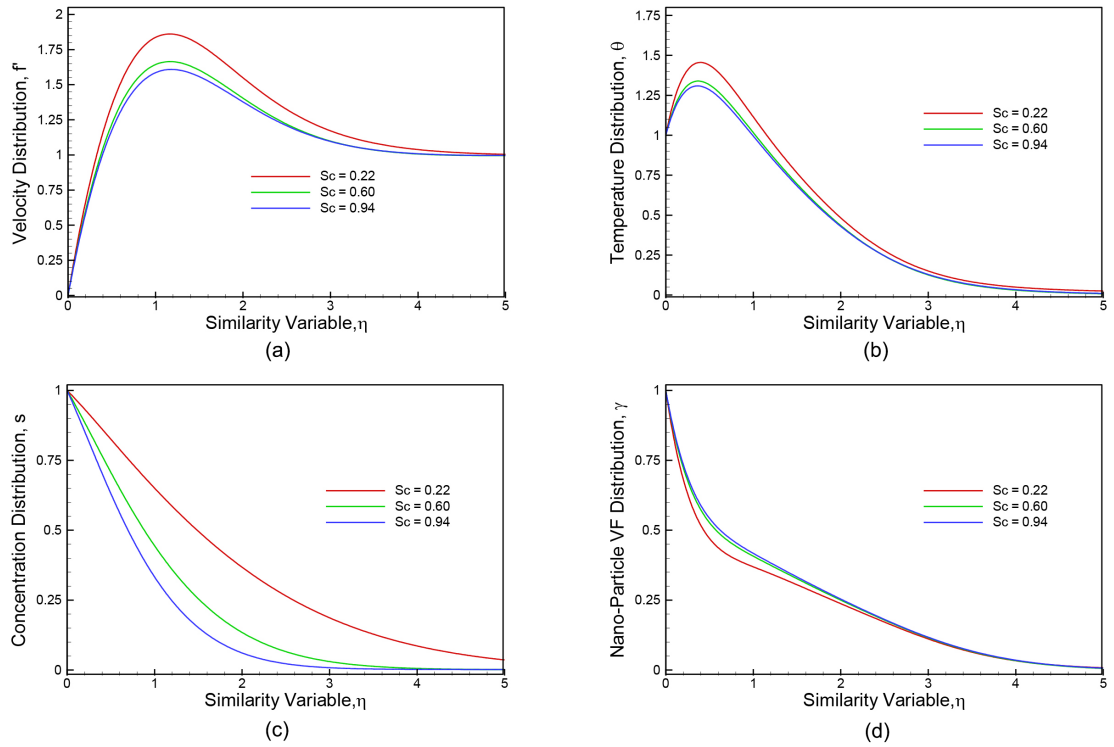 Velocity Distribution, f'
1.75
1.5
1.25
1
0.75
0.5
0.25
0
Sc = 0.22
Sc = 0.60
Sc = 0.94
0 1 2 3 4 5
Similarity Variable,η
(a)
Temperature Distribution, θ
1.75
1.5
1.25
1
0.75
0.5
0.25
0
Sc = 0.22
Sc = 0.60
Sc = 0.94
0 1 2 3 4 5
Similarity Variable,η
(b)
Concentration Distribution, s
1
0.75
0.5
0.25
0
Sc = 0.22
Sc = 0.60
Sc = 0.94
0 1 2 3 4 5
Similarity Variable,η
(c)
Nano-Particle VF Distribution, γ
1
0.75
0.5
0.25
0
Sc = 0.22
Sc = 0.60
Sc = 0.94
0 1 2 3 4 5
Similarity Variable,η
(d)